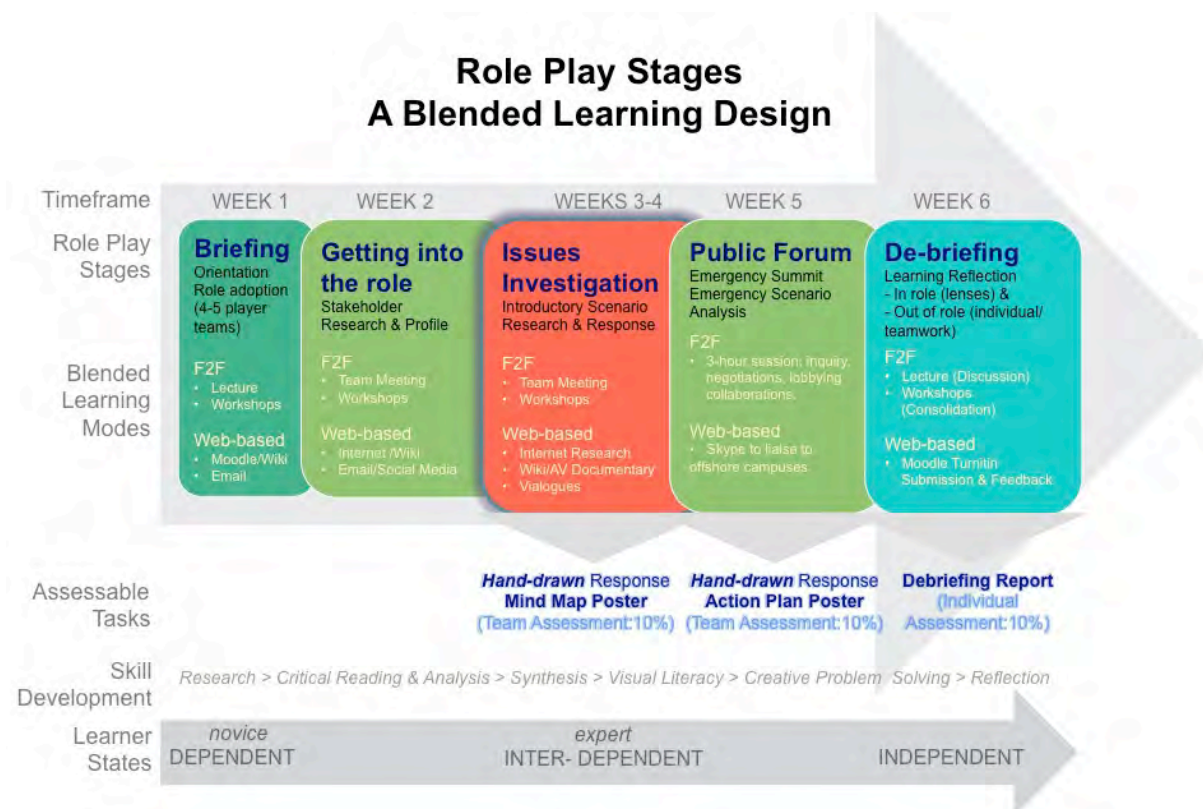 Role Play Stages
A Blended Learning Design
Timeframe
WEEK 1
WEEK 2
WEEKS 3-4
WEEK 5
WEEK 6
Role Play
Stages
Blended
Learning
Modes
Briefing
Orientation
Role adoption
(4-5 player
teams)
F2F
• Lecture
• Workshops
Web-based
• Moodle/Wiki
• Email
Getting into
the role
Stakeholder
Research & Profile
F2F
• Team Meeting
• Workshops
Web-based
• Internet /Wiki
• Email/Social Media
Issues
Investigation
Introductory Scenario
Research & Response
F2F
• Team Meeting
• Workshops
Web-based
• Internet Research
• Wiki/AV Documentary
• Vialogues
Public Forum
Emergency Summit
Emergency Scenario
Analysis
F2F
• 3-hour session: inquiry,
negotiations, lobbying
collaborations.
Web-based
• Skype to liaise to
offshore campuses
De-briefing
Learning Reflection
- In role (lenses) &
- Out of role (individual/
teamwork)
F2F
• Lecture (Discussion)
• Workshops
(Consolidation)
Web-based
• Moodle Turnitin
Submission & Feedback
Assessable
Tasks
Hand-drawn Response
Mind Map Poster
(Team Assessment:10%)
Hand-drawn Response
Action Plan Poster
(Team Assessment:10%)
Debriefing Report
(Individual
Assessment:10%)
Skill
Development
Research > Critical Reading & Analysis > Synthesis > Visual Literacy > Creative Problem Solving > Reflection
Learner
States
novice
DEPENDENT
expert
INTER- DEPENDENT
INDEPENDENT